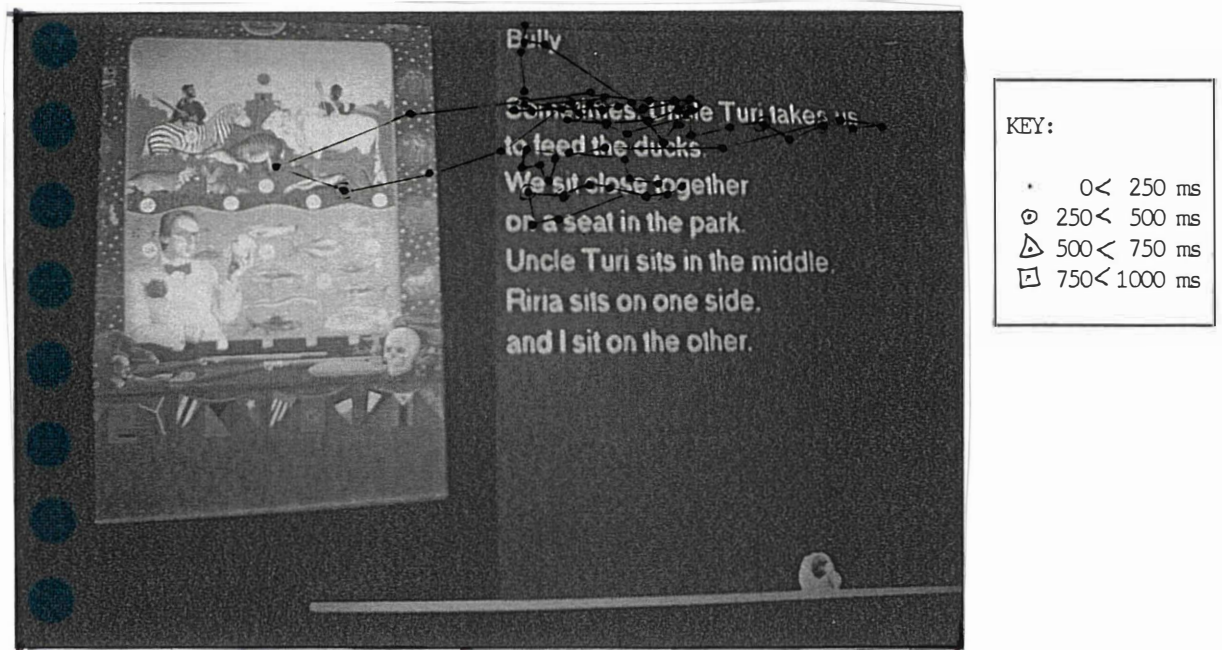 Bully
Sometimes, Uncle Turi takes us
to feed the ducks.
We sit close together
on a seat in the park.
Uncle Turi sits in the middle.
Riria sits on one side.
and I sit on the other.
KEY:
0< 250 ms
250< 500 ms
500< 750 ms
750< 1000 ms